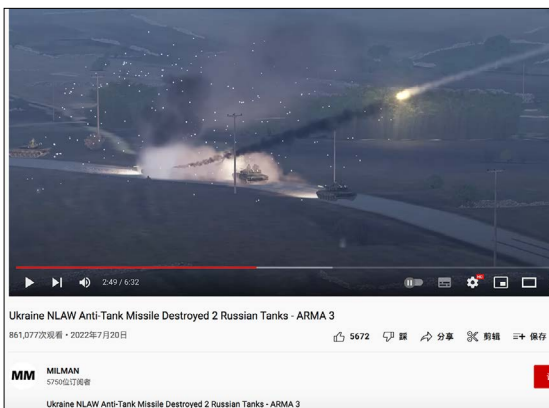 2:49 / 6:32
Ukraine NLAW Anti-Tank Missile Destroyed 2 Russian Tanks - ARMA 3
861,077次观看 • 2022年7月20日
5672 踩 分享 剪辑 保存
MM MILMAN
5750位订阅者
Ukraine NLAW Anti-Tank Missile Destroyed 2 Russian Tanks - ARMA 3